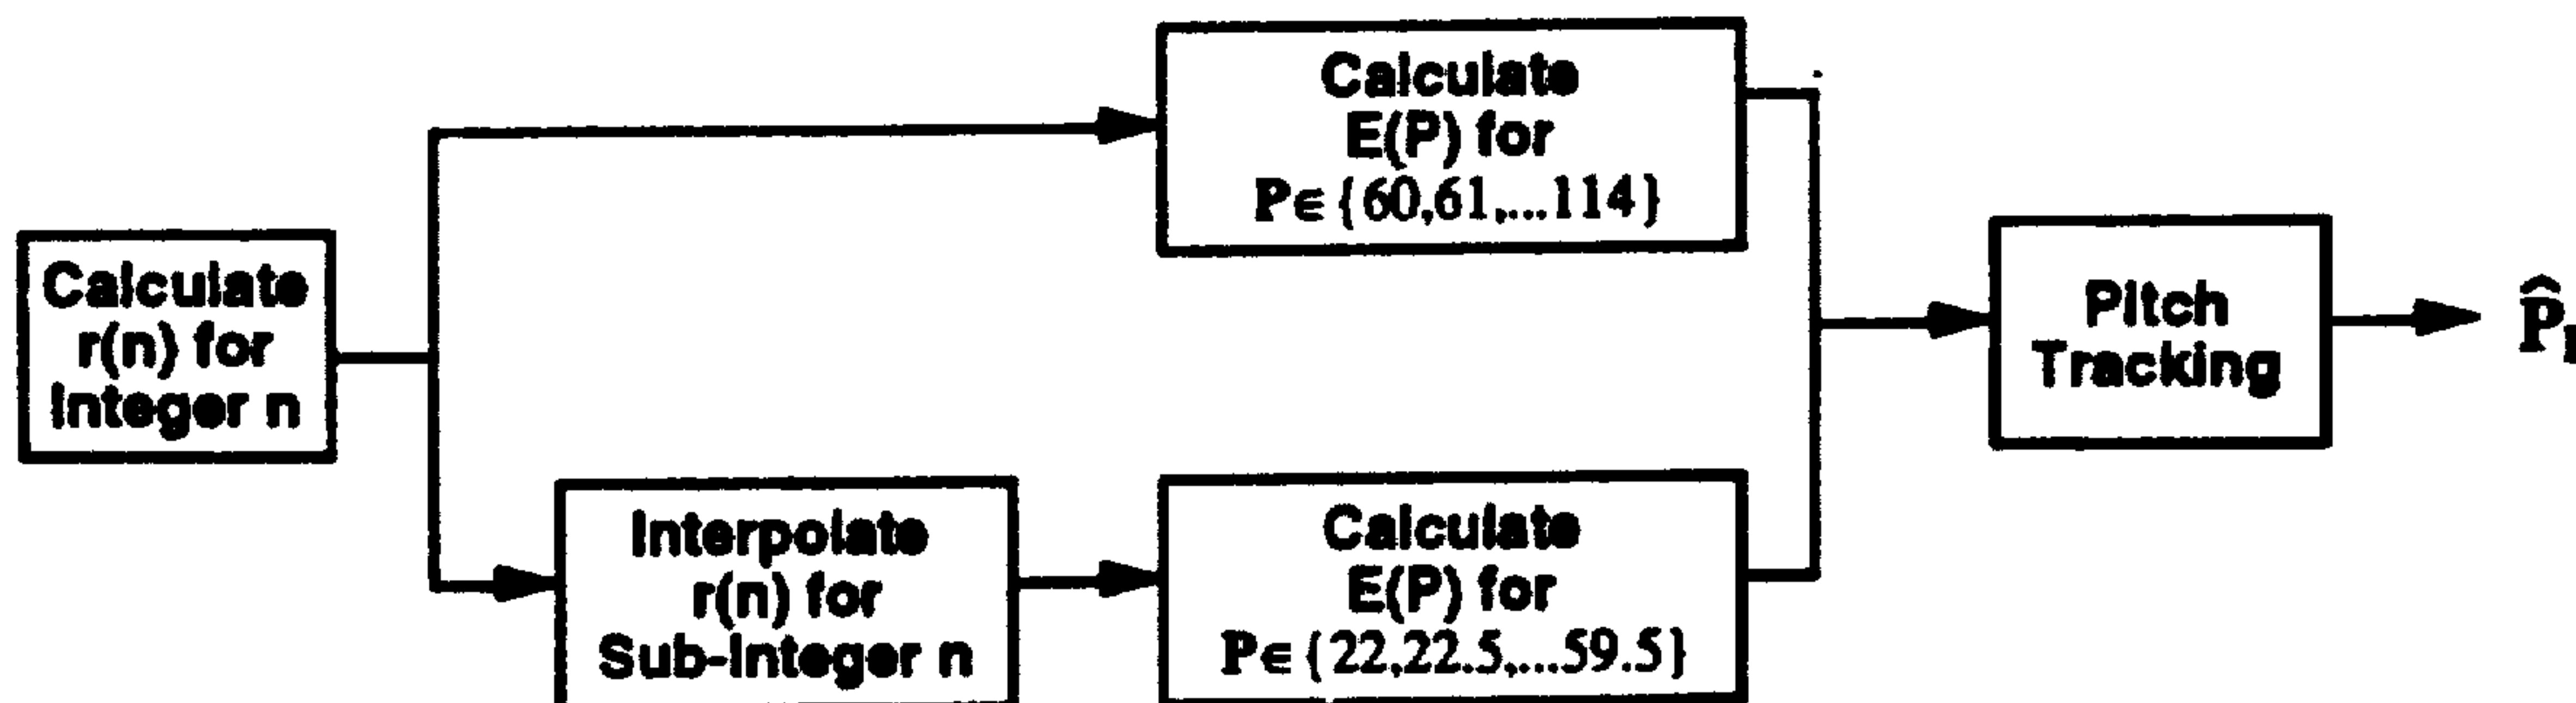 Calculate
r(n) for
Integer n
Calculate
E(P) for
P∈{60,61,...114}
Interpolate
r(n) for
Sub-Integer n
Calculate
E(P) for
P∈{22,22.5,...59.5}
Pitch
Tracking
P̂